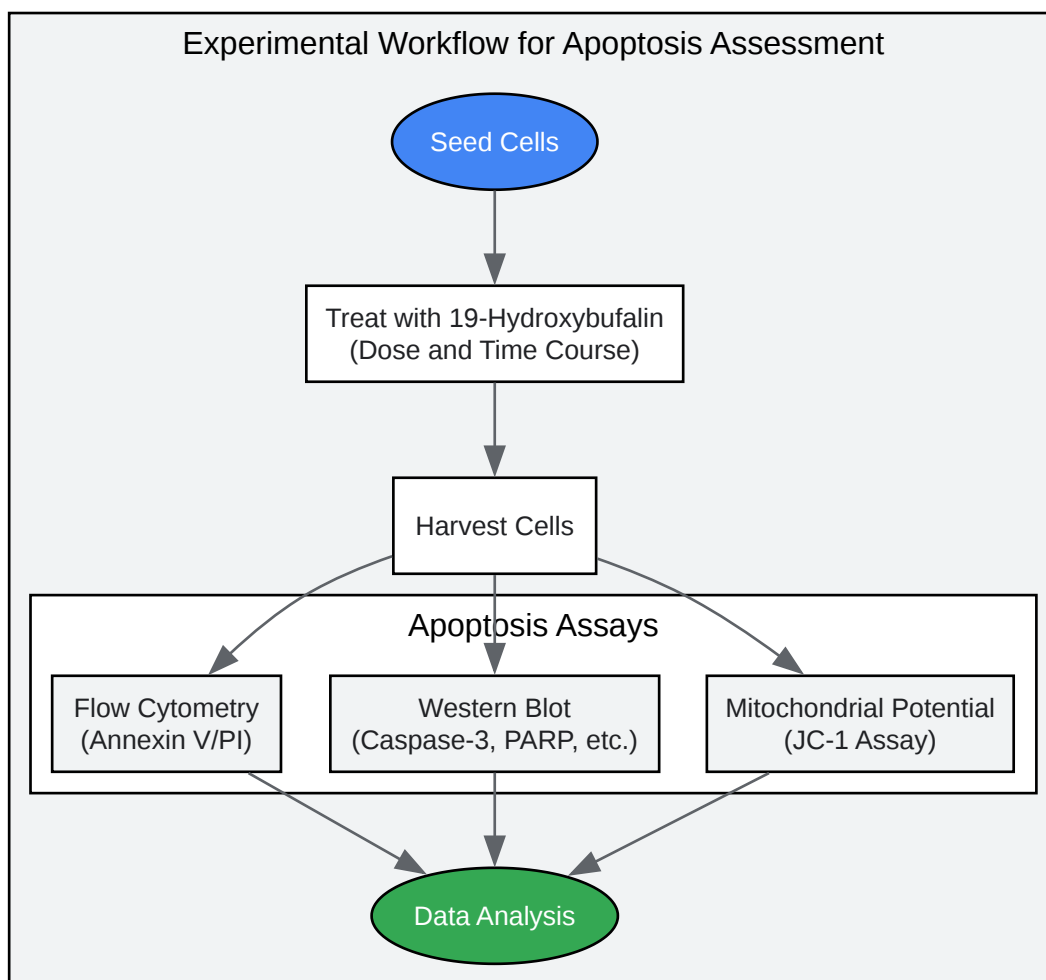 Experimental Workflow for Apoptosis Assessment
Seed Cells
Treat with 19-Hydroxybufalin
(Dose and Time Course)
Harvest Cells
Apoptosis Assays
Flow Cytometry
(Annexin V/PI)
Western Blot
(Caspase-3, PARP, etc.)
Mitochondrial Potential
(JC-1 Assay)
Data Analysis